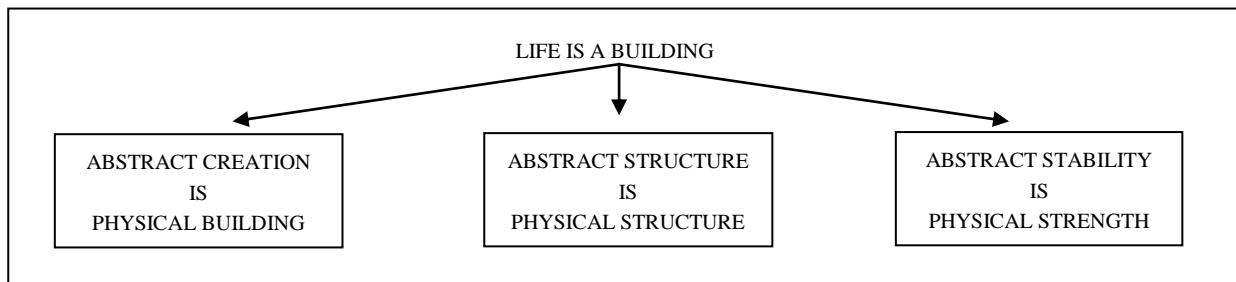 LIFE IS A BUILDING
ABSTRACT CREATION
IS
PHYSICAL BUILDING
ABSTRACT STRUCTURE
IS
PHYSICAL STRUCTURE
ABSTRACT STABILITY
IS
PHYSICAL STRENGTH